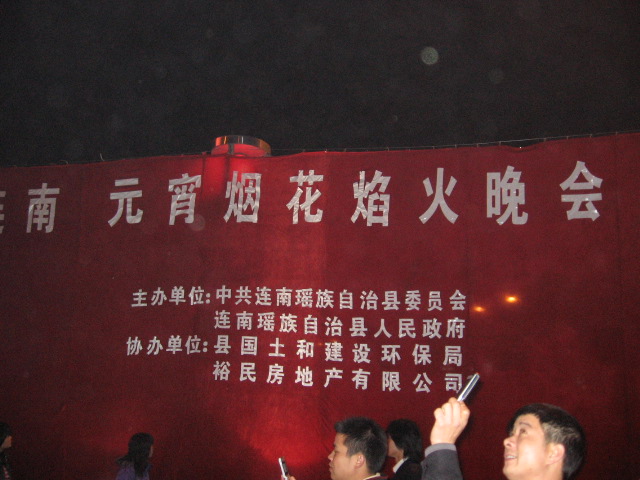 连南 元宵烟花焰火晚会
主办单位:中共连南瑶族自治县委员会
连南瑶族自治县人民政府
协办单位:县国土和建设环保局
裕民房地产有限公司